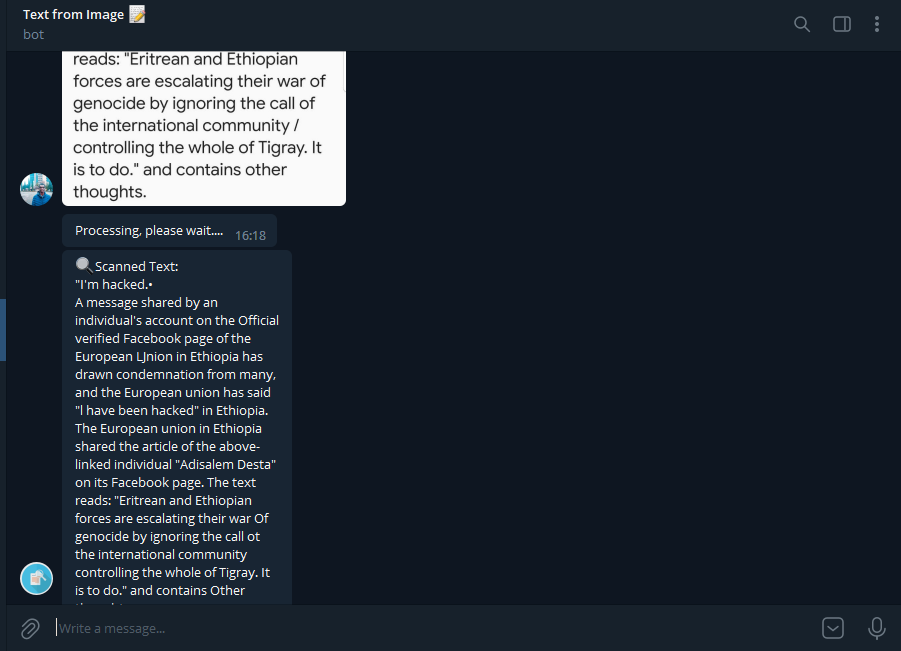 Text from Image 📝
bot
reads: "Eritrean and Ethiopian
forces are escalating their war of
genocide by ignoring the call of
the international community /
controlling the whole of Tigray. It
is to do." and contains other
thoughts.
Processing, please wait.... 16:18
🔍Scanned Text:
"I'm hacked.•
A message shared by an
individual's account on the Official
verified Facebook page of the
European LJnion in Ethiopia has
drawn condemnation from many,
and the European union has said
"l have been hacked" in Ethiopia.
The European union in Ethiopia
shared the article of the above-
linked individual "Adisalem Desta"
on its Facebook page. The text
reads: "Eritrean and Ethiopian
forces are escalating their war Of
genocide by ignoring the call ot
the international community
controlling the whole of Tigray. It
is to do." and contains Other
Write a message...